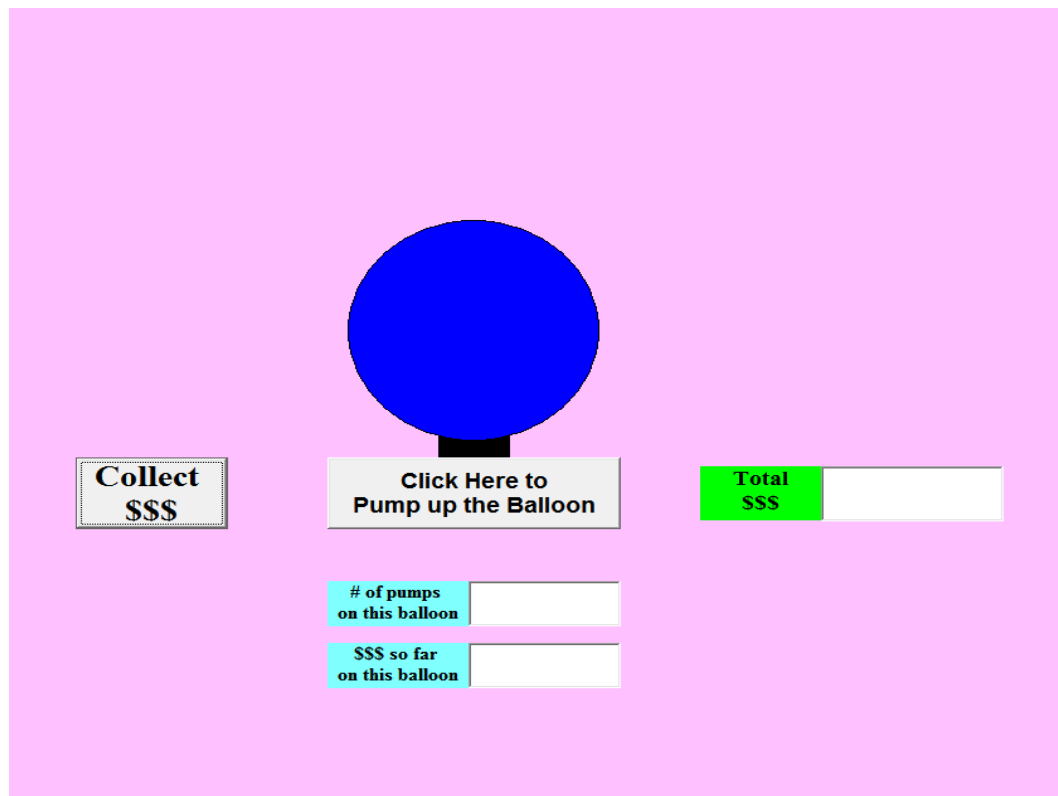 Collect
$$$
Click Here to
Pump up the Balloon
Total
$$$
# of pumps
on this balloon
$$$ so far
on this balloon